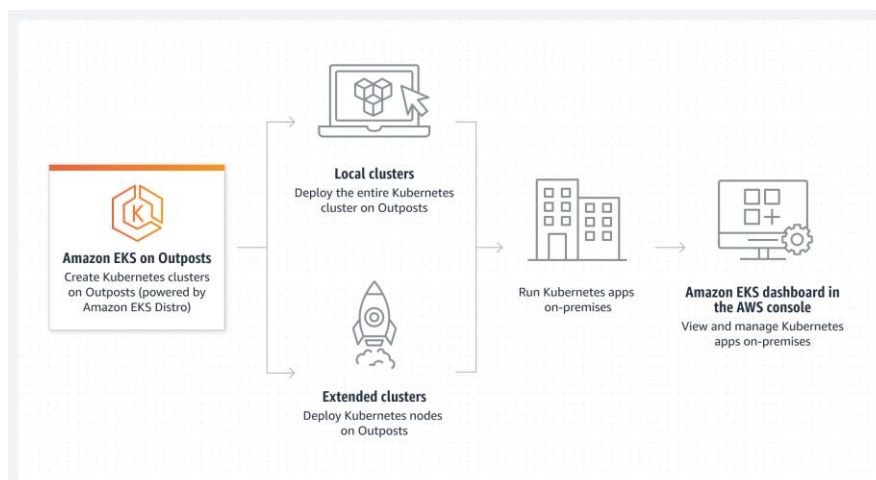 Local clusters
Deploy the entire Kubernetes
cluster on Outposts
K
Amazon EKS on Outposts
Create Kubernetes clusters
on Outposts (powered by
Amazon EKS Distro)
Run Kubernetes apps
on-premises
Amazon EKS dashboard in
the AWS console
View and manage Kubernetes
apps on-premises
Extended clusters
Deploy Kubernetes nodes
on Outposts